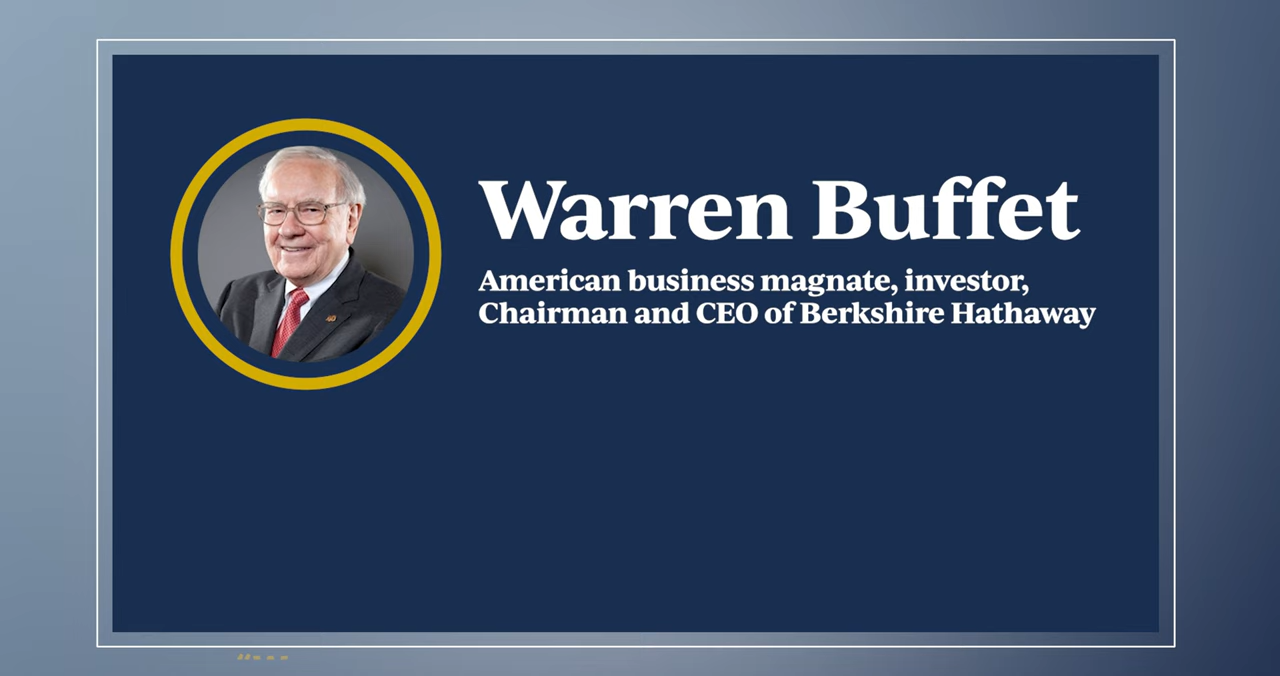 Warren Buffet
American business magnate, investor,
Chairman and CEO of Berkshire Hathaway